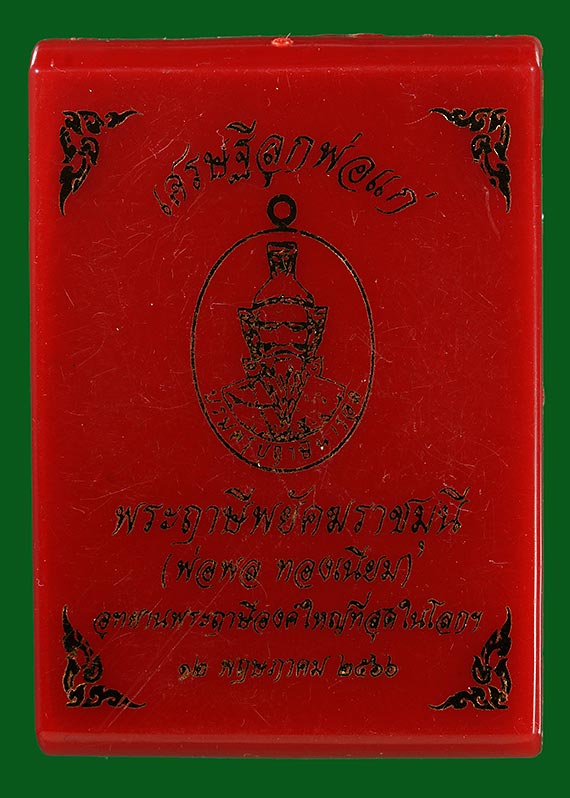 เศรษฐีลูกพ่อแก่
พระฤาษีพยัคฆราชมุนี
(พ่อพล ทองเนียม)
อุทยานพระฤาษีองค์ใหญ่ที่สุดในโลกฯ
๑๒ พฤษภาคม ๒๕๖๖